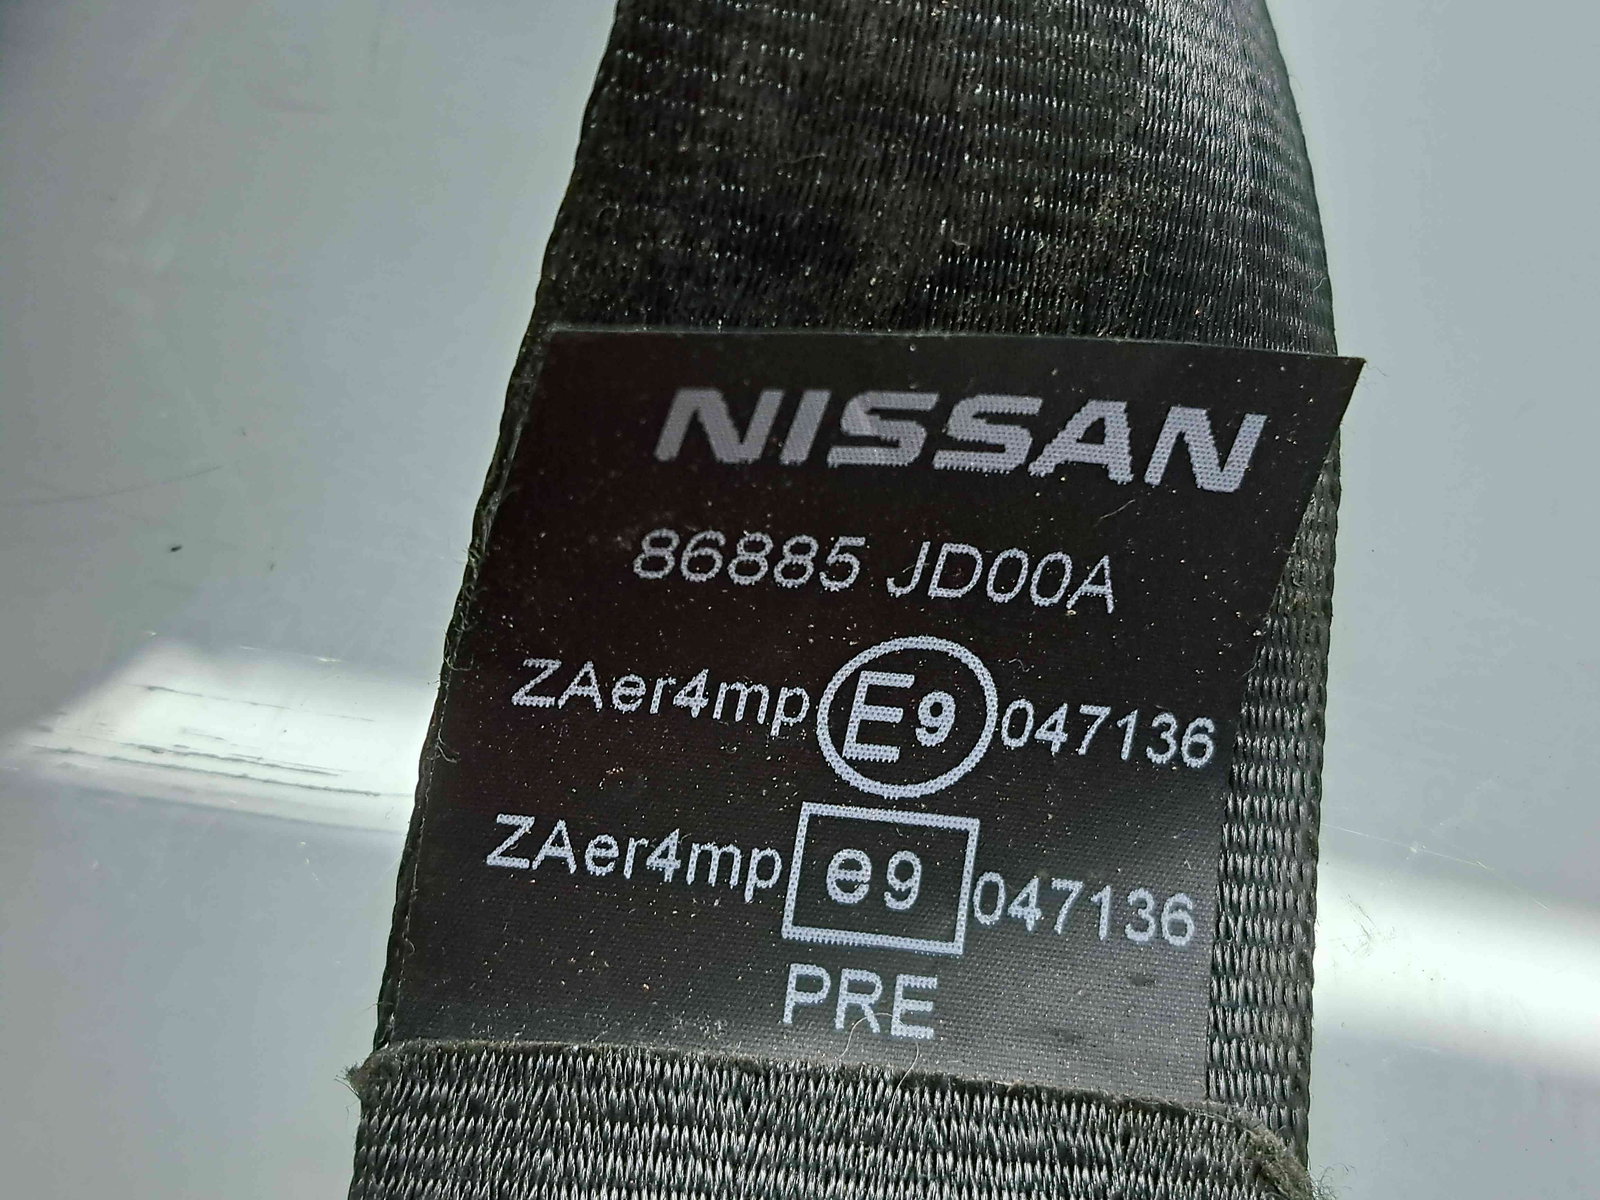 NISSAN
86885 JD00A
ZAer4mp E9 047136
ZAer4mp e9 047136
PRE